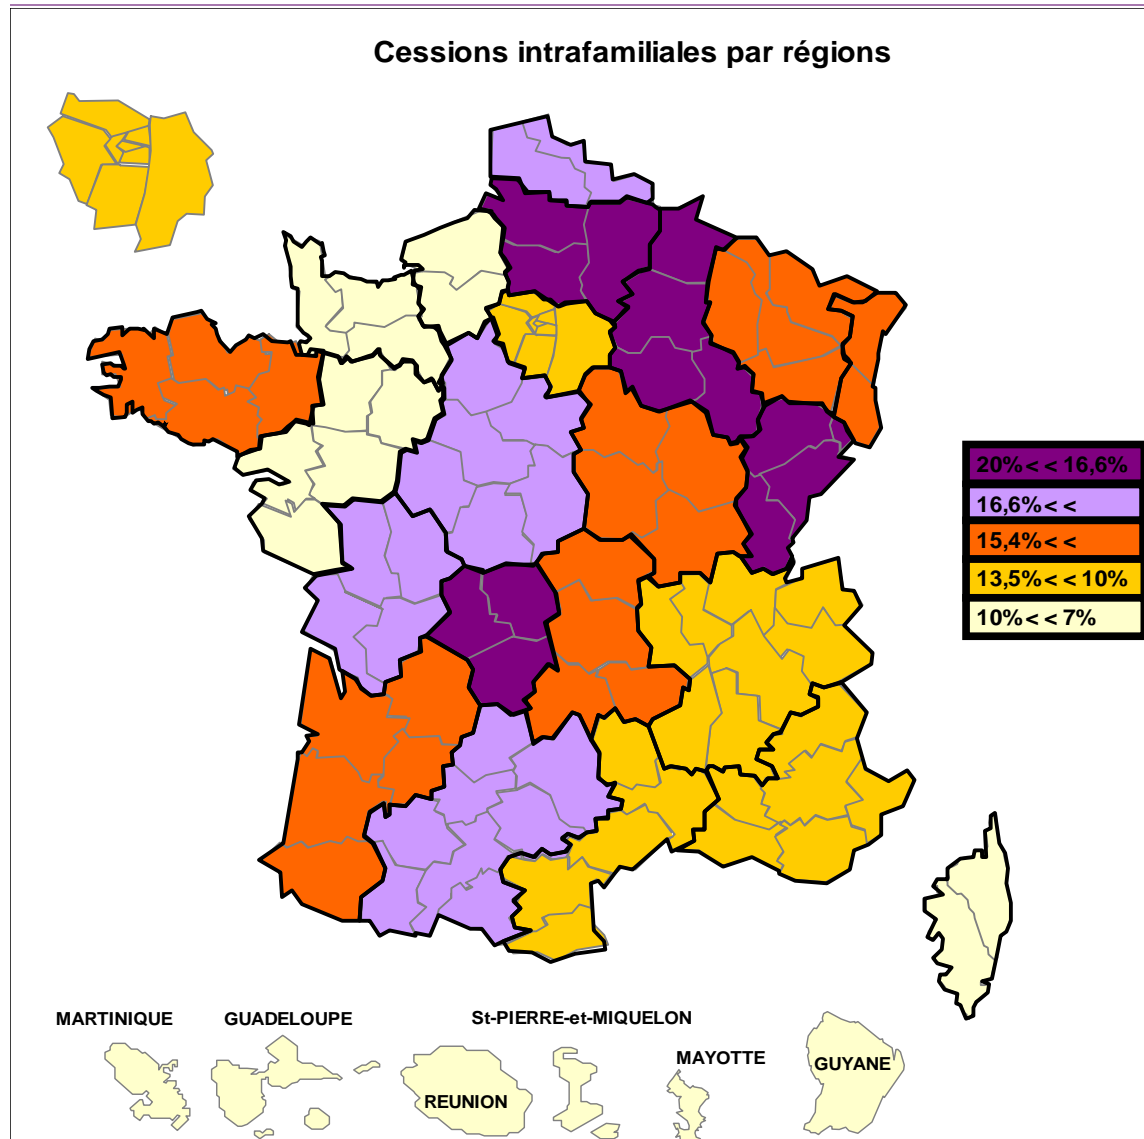 Cessions intrafamiliales par régions
20%< < 16,6%
16,6%< <
15,4%< <
13,5%< < 10%
10%< < 7%
MARTINIQUE
GUADELOUPE
St-PIERRE-et-MIQUELON
MAYOTTE
GUYANE
REUNION